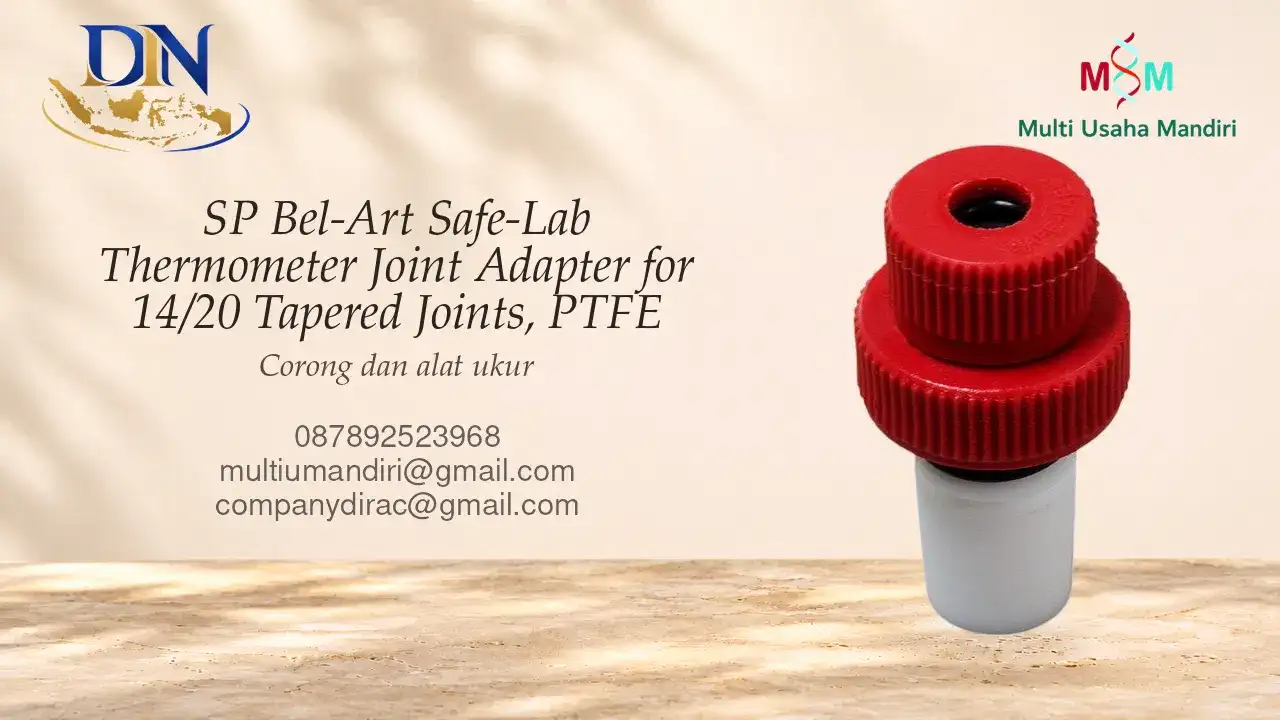 DIN
MSM
Multi Usaha Mandiri
SP Bel-Art Safe-Lab
Thermometer Joint Adapter for
14/20 Tapered Joints, PTFE
Corong dan alat ukur
087892523968
multiumandiri@gmail.com
companydirac@gmail.com